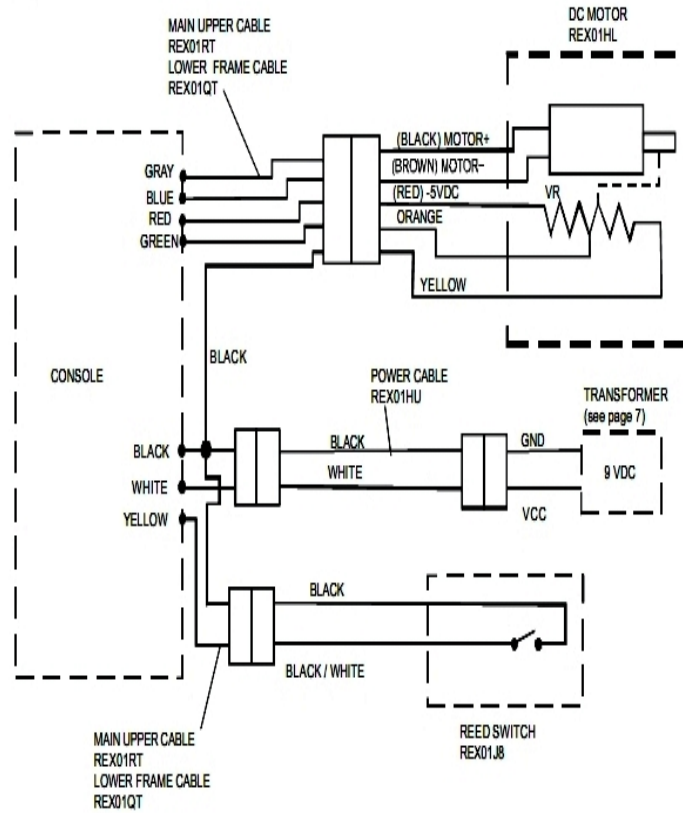 DC MOTOR
REX01HL
MAIN UPPER CABLE
REX01RT
LOWER FRAME CABLE
REX01QT
(BLACK) MOTOR+
(BROWN) MOTOR-
(RED) -5VDC
VR
ORANGE
YELLOW
GRAY
BLUE
RED
GREEN
BLACK
CONSOLE
POWER CABLE
REX01HU
TRANSFORMER
(see page 7)
BLACK
WHITE
YELLOW
BLACK
WHITE
GND
VCC
9 VDC
BLACK
BLACK / WHITE
REED SWITCH
REX01J8
MAIN UPPER CABLE
REX01RT
LOWER FRAME CABLE
REX01QT